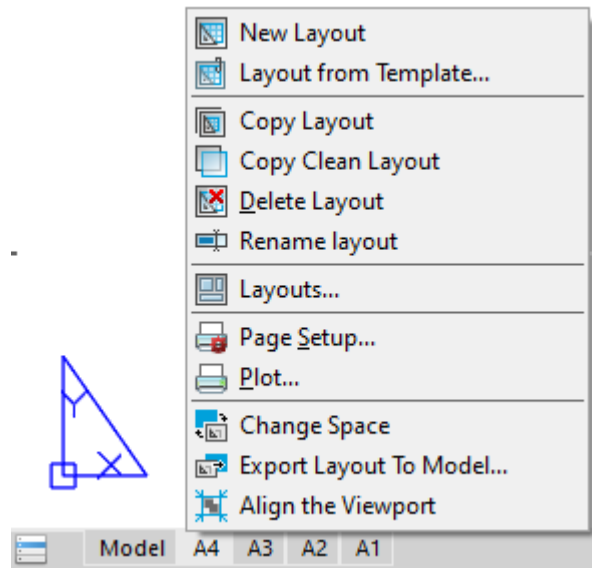 New Layout
Layout from Template...
Copy Layout
Copy Clean Layout
Delete Layout
Rename layout
Layouts...
Page Setup...
Plot...
Change Space
Export Layout To Model...
Align the Viewport
Y
X
Model A4 A3 A2 A1